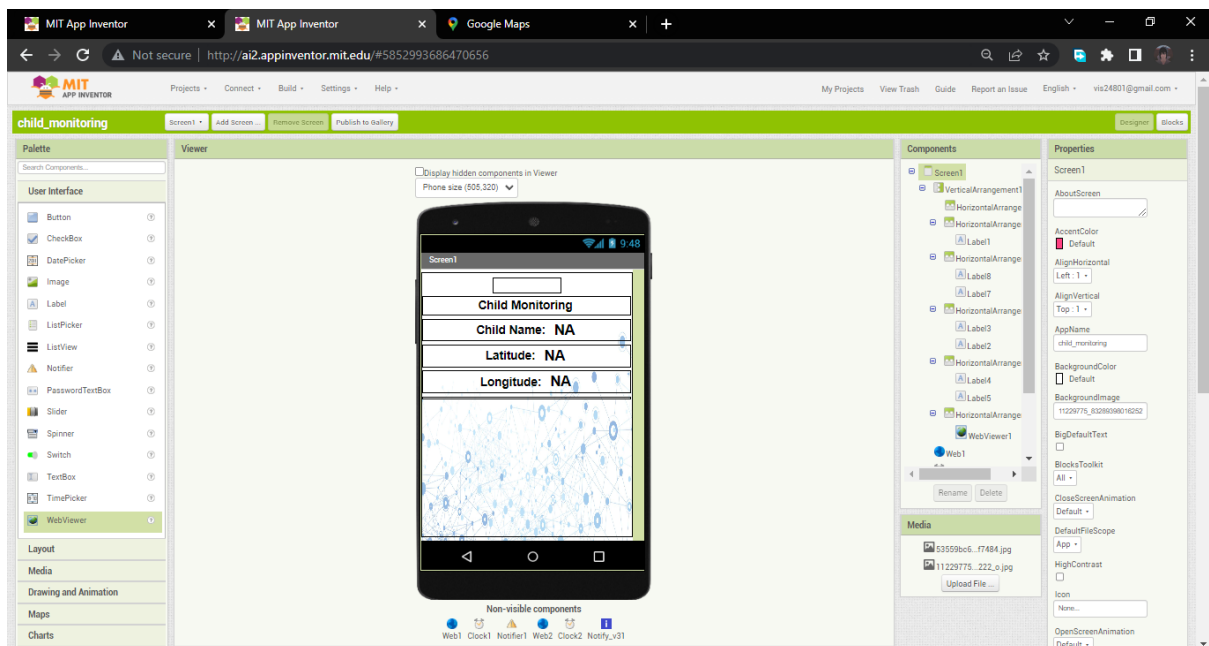 MIT App Inventor
MIT App Inventor
Google Maps
Not secure | http://ai2.appinventor.mit.edu/#5852993686470656
MIT
APP INVENTOR
Projects Connect Build Settings Help
My Projects View Trash Guide Report an Issue English vis24801@gmail.com
child_monitoring
Screen1 Add Screen ... Remove Screen Publish to Gallery
Designer Blocks
Palette
Search Components...
User Interface
Button
CheckBox
DatePicker
Image
Label
ListPicker
ListView
Notifier
PasswordTextBox
Slider
Spinner
Switch
TextBox
TimePicker
WebViewer
Layout
Media
Drawing and Animation
Maps
Charts
Viewer
Display hidden components in Viewer
Phone size (505,320)
9:48
Screen1
Child Monitoring
Child Name: NA
Latitude: NA
Longitude: NA
Non-visible components
Web1 Clock1 Notifier1 Web2 Clock2 Notify_v31
Components
Screen1
VerticalArrangement1
HorizontalArrange
HorizontalArrange
Label1
HorizontalArrange
Label8
Label7
HorizontalArrange
Label3
Label2
HorizontalArrange
Label4
Label5
HorizontalArrange
WebViewer1
Web1
Rename Delete
Media
53559bc6...f7484.jpg
11229775...222_o.jpg
Upload File ...
Properties
Screen1
AboutScreen
AccentColor
Default
AlignHorizontal
Left : 1
AlignVertical
Top : 1
AppName
child_monitoring
BackgroundColor
Default
BackgroundImage
11229775_83289398016252
BigDefaultText
BlocksToolkit
All
CloseScreenAnimation
Default
DefaultFileScope
App
HighContrast
Icon
None...
OpenScreenAnimation
Default